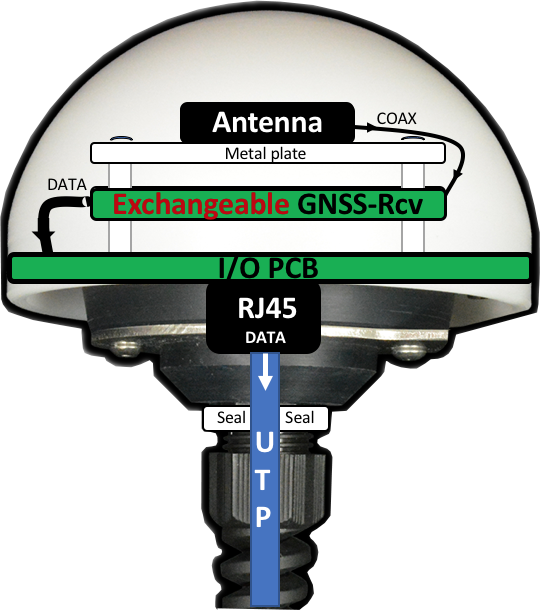 Antenna
COAX
Metal plate
DATA
Exchangeable GNSS-Rcv
I/O PCB
RJ45
DATA
Seal Seal
U
T
P